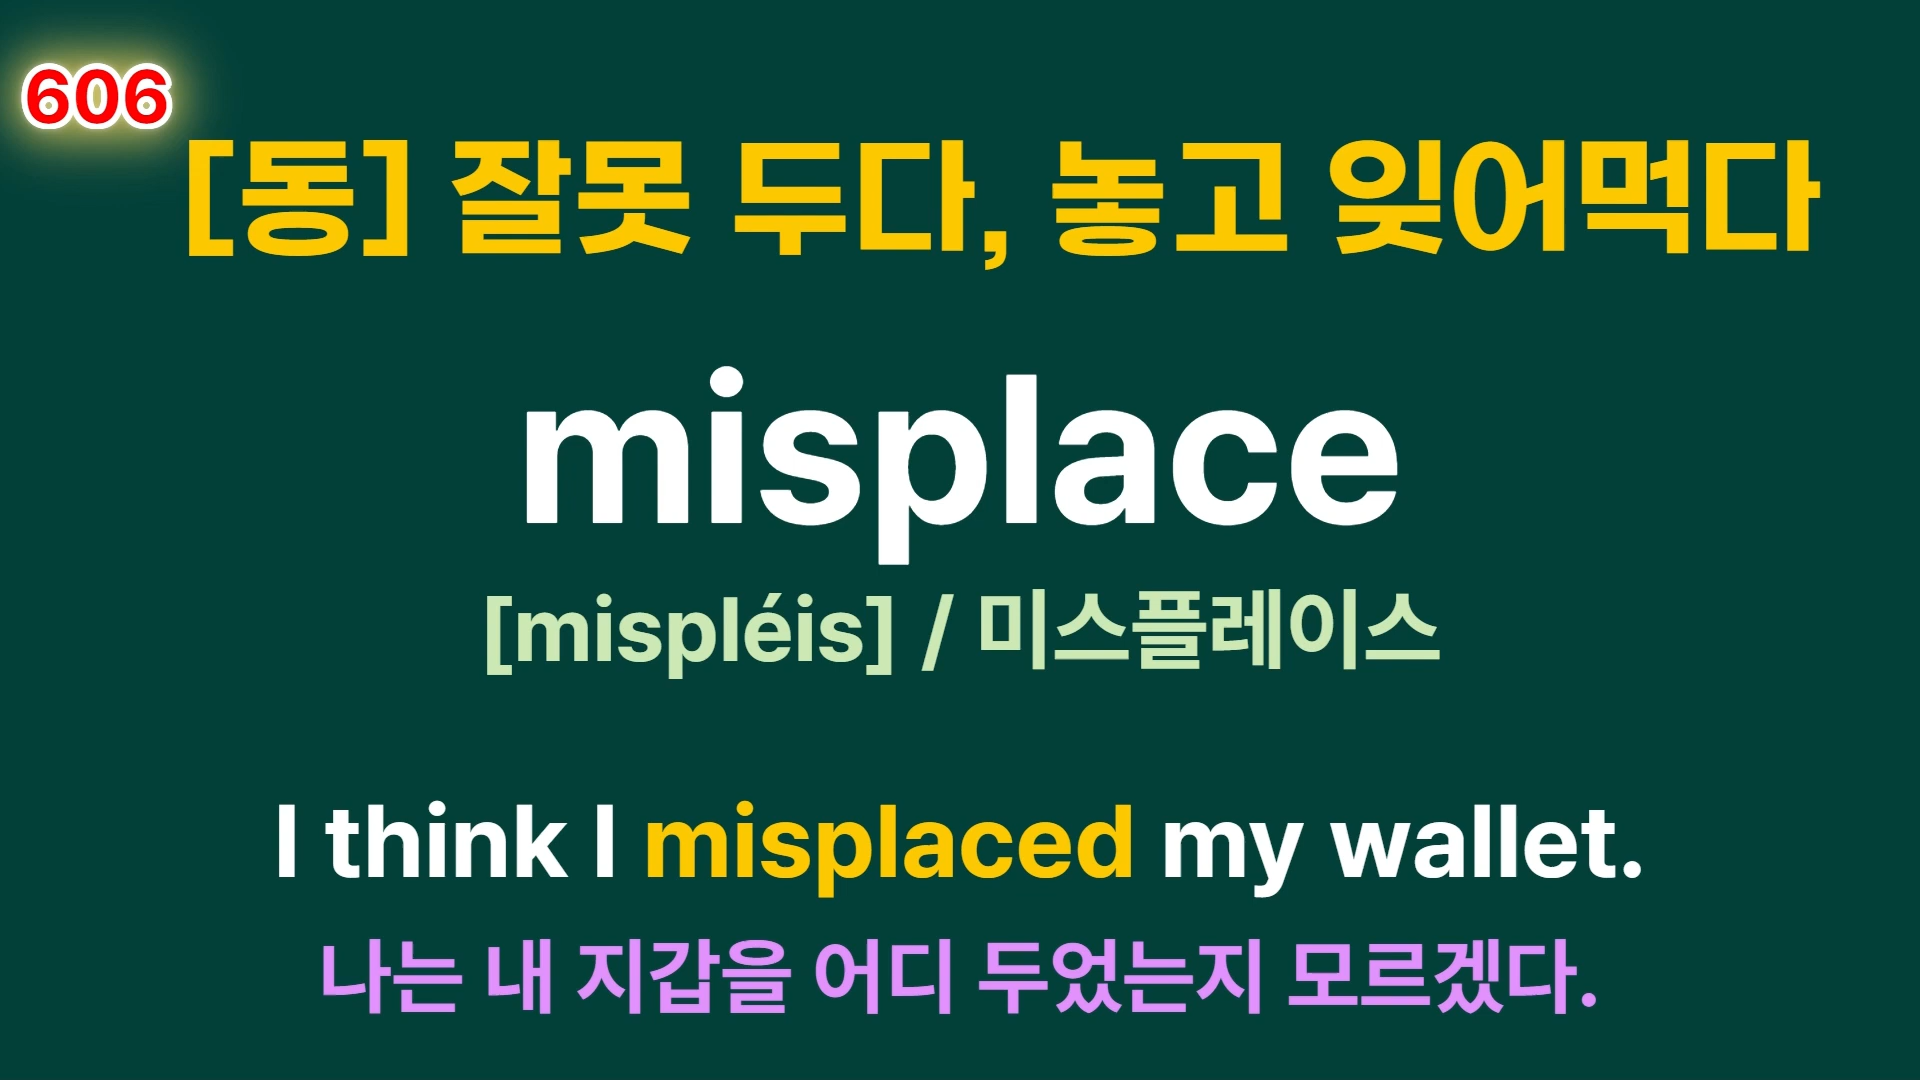 606
[동] 잘못 두다, 놓고 잊어먹다
misplace
[mispléis] / 미스플레이스
I think I misplaced my wallet.
나는 내 지갑을 어디 두었는지 모르겠다.